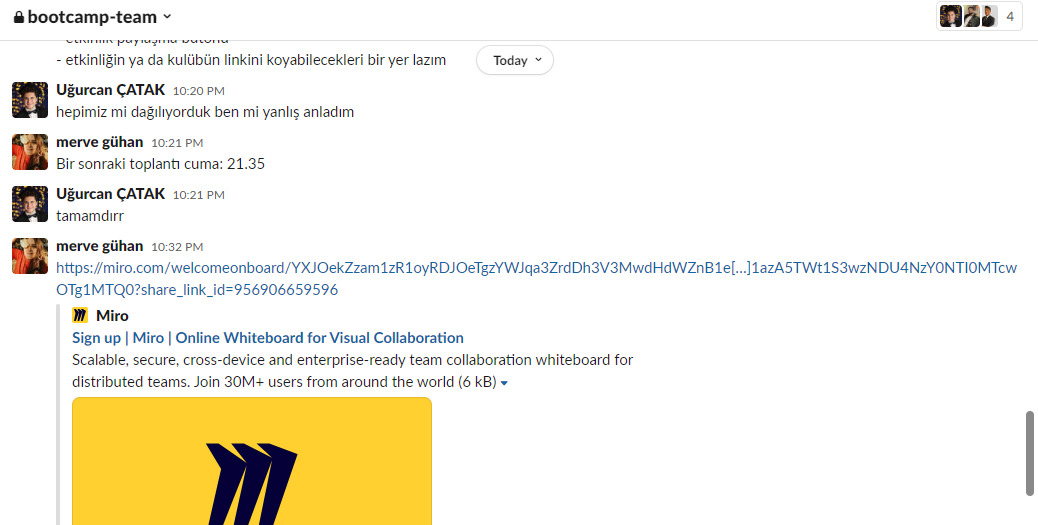 bootcamp-team
4
- etkinlik paylaşma butonu
- etkinliğin ya da kulübün linkini koyabilecekleri bir yer lazım
Today
Uğurcan ÇATAK 10:20 PM
hepimiz mi dağılıyorduk ben mi yanlış anladım
merve gühan 10:21 PM
Bir sonraki toplantı cuma: 21.35
Uğurcan ÇATAK 10:21 PM
tamamdırr
merve gühan 10:32 PM
https://miro.com/welcomeonboard/YXJOekZzam1zR1oyRDJOeTgzYWJqa3ZrdDh3V3MwdHdWZnB1e[...]1azA5TWt1S3wzNDU4NzY0NTI0MTcw
OTg1MTQ0?share_link_id=956906659596
Miro
Sign up | Miro | Online Whiteboard for Visual Collaboration
Scalable, secure, cross-device and enterprise-ready team collaboration whiteboard for
distributed teams. Join 30M+ users from around the world (6 kB)